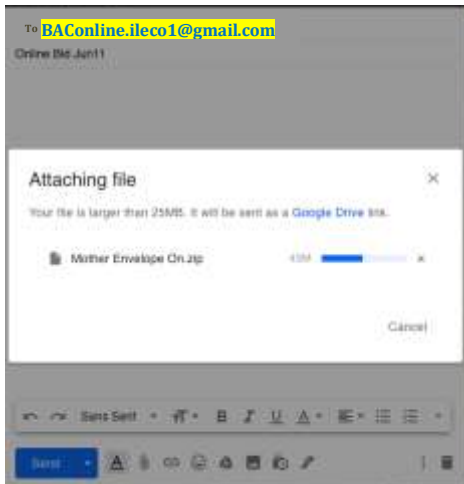 To BAConline.ileco1@gmail.com
Online Bid Jun11
Attaching file
Your file is larger than 25MB. It will be sent as a Google Drive link.
Mother Envelope On.zip
Cancel
Sans Serif
Send